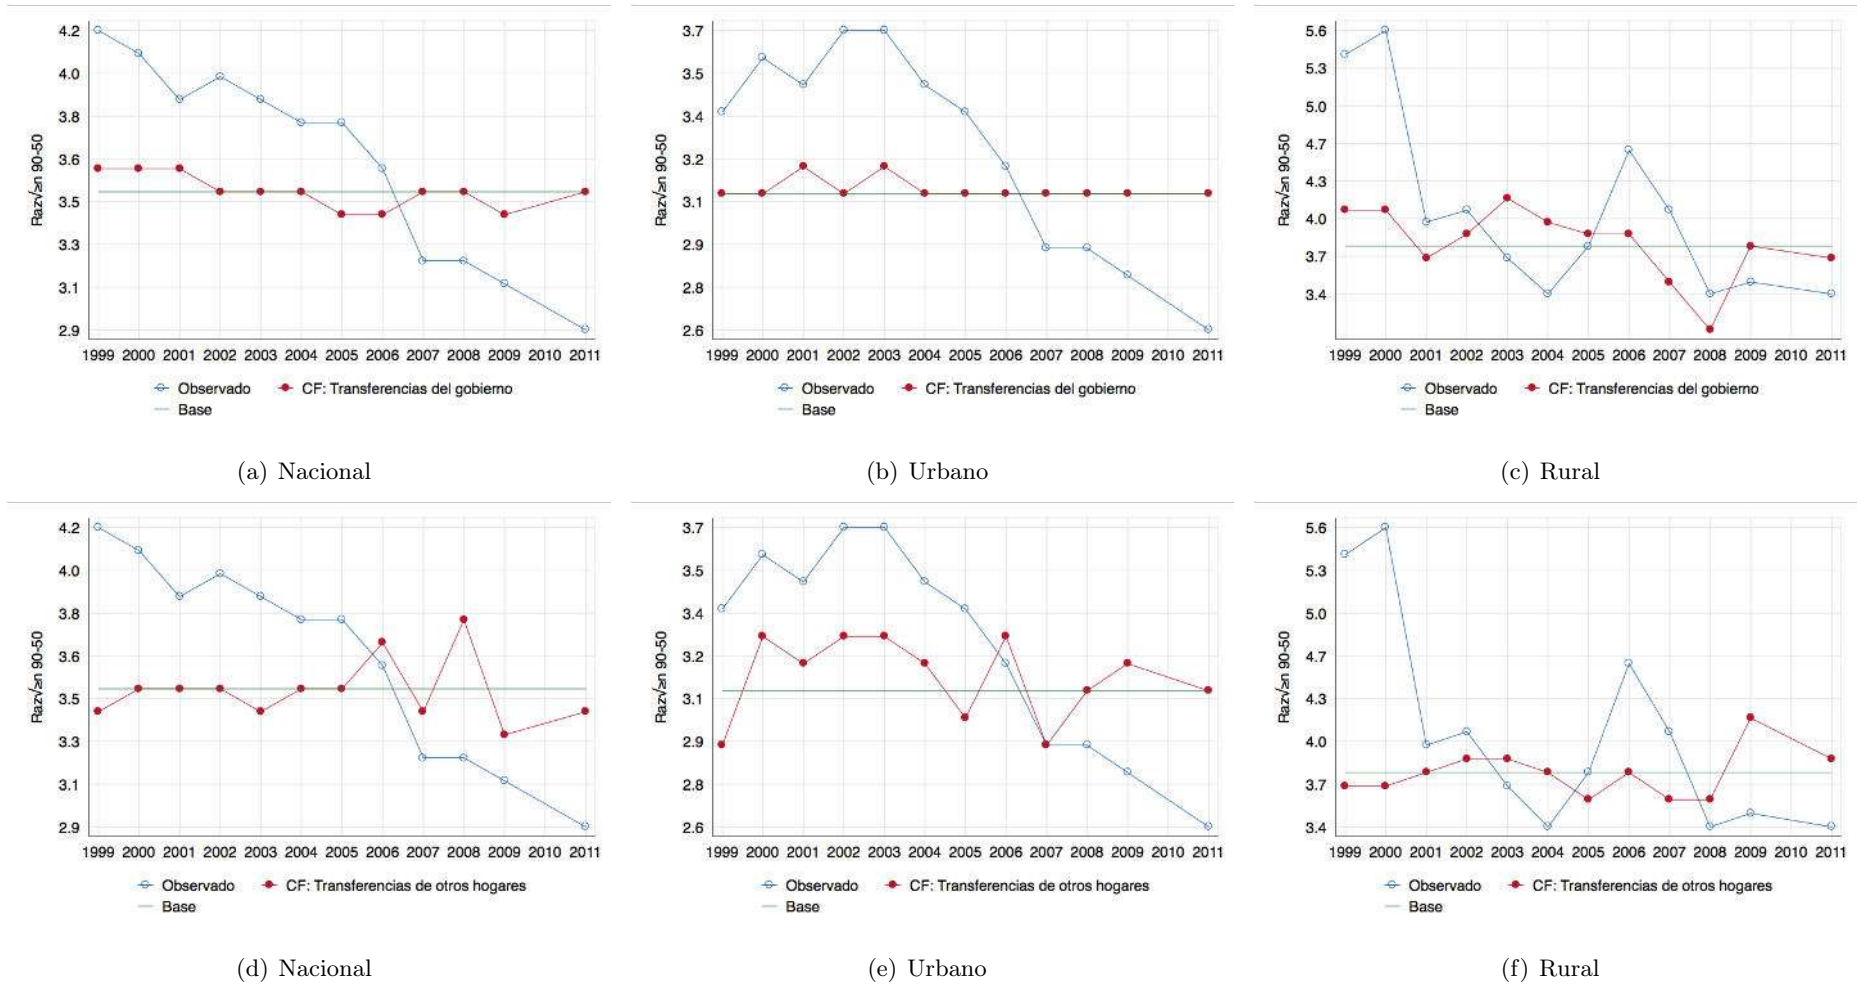 4.2
4.0
3.8
3.6
3.5
3.3
3.1
2.9
Razv√≥n 90-50
1999 2000 2001 2002 2003 2004 2005 2006 2007 2008 2009 2010 2011
Observado CF: Transferencias del gobierno
Base
(a) Nacional
3.7
3.5
3.4
3.2
3.1
2.9
2.8
2.6
Razv√≥n 90-50
1999 2000 2001 2002 2003 2004 2005 2006 2007 2008 2009 2010 2011
Observado CF: Transferencias del gobierno
Base
(b) Urbano
5.6
5.3
5.0
4.7
4.3
4.0
3.7
3.4
Razv√≥n 90-50
1999 2000 2001 2002 2003 2004 2005 2006 2007 2008 2009 2010 2011
Observado CF: Transferencias del gobierno
Base
(c) Rural
4.2
4.0
3.8
3.6
3.5
3.3
3.1
2.9
Razv√≥n 90-50
1999 2000 2001 2002 2003 2004 2005 2006 2007 2008 2009 2010 2011
Observado CF: Transferencias de otros hogares
Base
(d) Nacional
3.7
3.5
3.4
3.2
3.1
2.9
2.8
2.6
Razv√≥n 90-50
1999 2000 2001 2002 2003 2004 2005 2006 2007 2008 2009 2010 2011
Observado CF: Transferencias de otros hogares
Base
(e) Urbano
5.6
5.3
5.0
4.7
4.3
4.0
3.7
3.4
Razv√≥n 90-50
1999 2000 2001 2002 2003 2004 2005 2006 2007 2008 2009 2010 2011
Observado CF: Transferencias de otros hogares
Base
(f) Rural